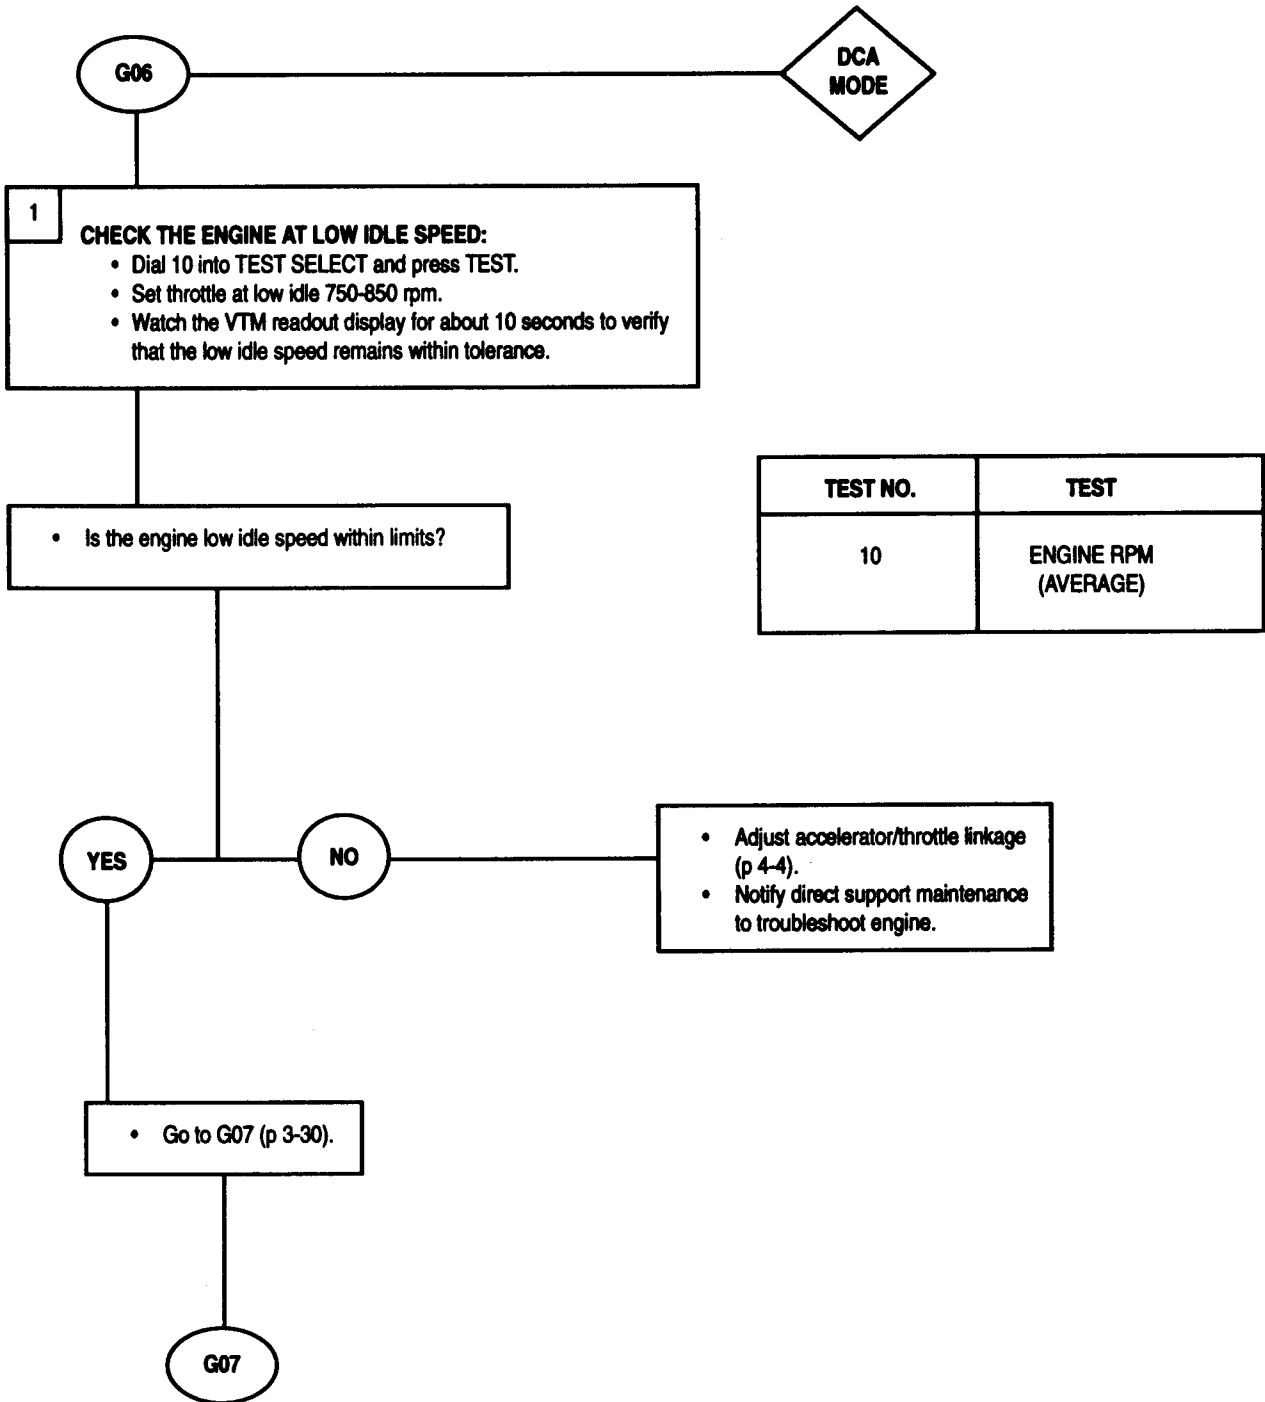 G06
DCA
MODE
1
CHECK THE ENGINE AT LOW IDLE SPEED:
• Dial 10 into TEST SELECT and press TEST.
• Set throttle at low idle 750-850 rpm.
• Watch the VTM readout display for about 10 seconds to verify
that the low idle speed remains within tolerance.
• Is the engine low idle speed within limits?
TEST NO. TEST
10 ENGINE RPM
(AVERAGE)
YES
NO
• Adjust accelerator/throttle linkage
(p 4-4).
• Notify direct support maintenance
to troubleshoot engine.
• Go to G07 (p 3-30).
G07